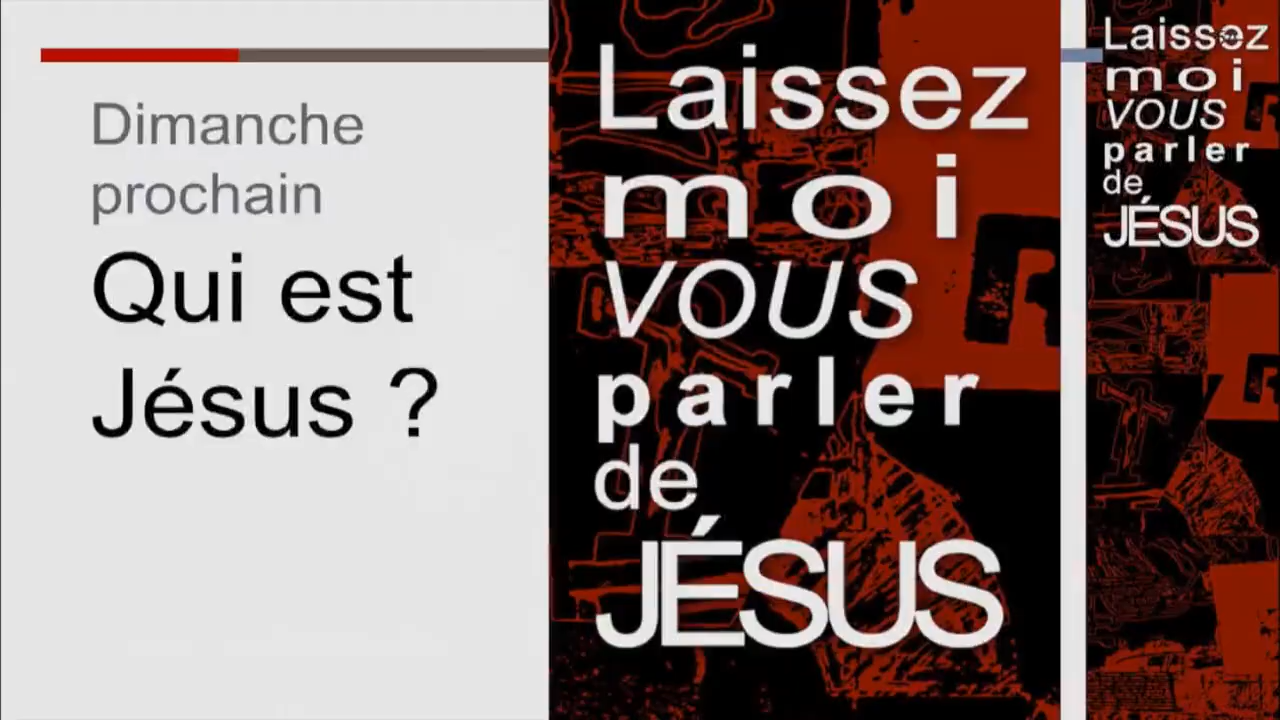 Dimanche
prochain
Qui est
Jésus ?
Laissez
moi
VOUS
parler
de
JÉSUS
Laissez
moi
VOUS
parler
de
JÉSUS